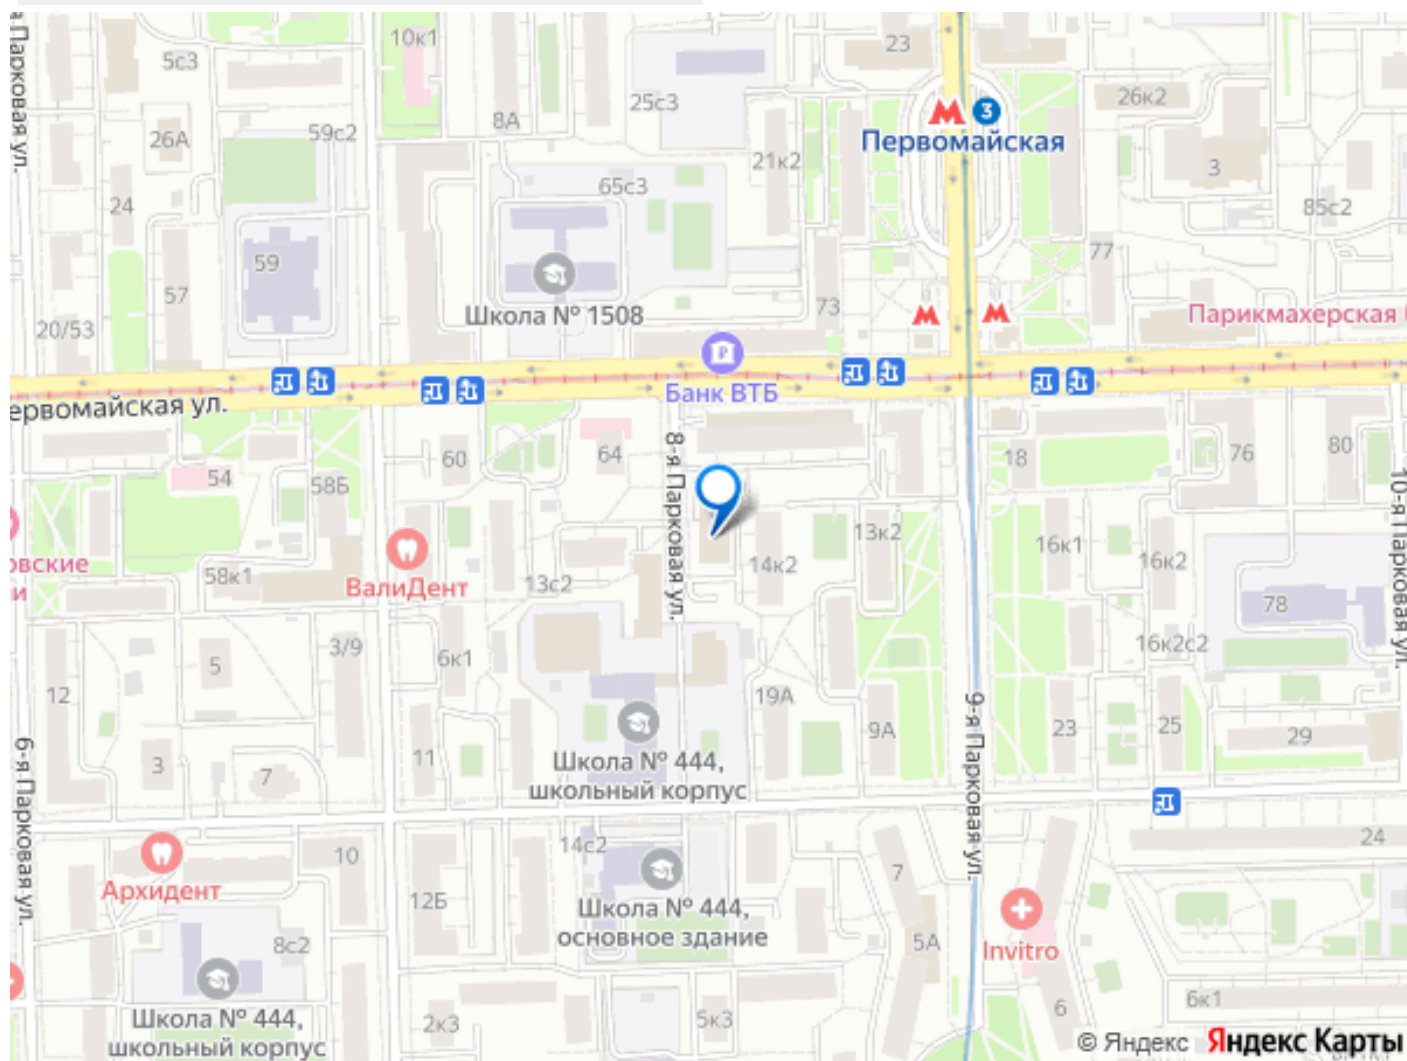 я Парковая ул.
5с3
10к1
23
26А
59с2
8А
25с3
3
Первомайская
26к2
24
65с3
21к2
3
85с2
59
57
Школа № 1508
73
77
20/53
Парикмахерская
Банк ВТБ
ервомайская ул.
54
58Б
60
64
8-я Парковая ул.
18
76
80
10-я Парковая ул.
овские
и
58к1
ВалиДент
13с2
14к2
13к2
16к1
16к2
78
12
5
3/9
6к1
16к2с2
19А
9А
9-я Парковая ул.
23
25
29
6-я Парковая ул.
3
7
11
Школа № 444,
школьный корпус
Архидент
10
12Б
14с2
Школа № 444,
основное здание
7
5А
Invitro
24
8с2
Школа № 444,
школьный корпус
2к3
5к3
6
6к1
© Яндекс Яндекс Карты